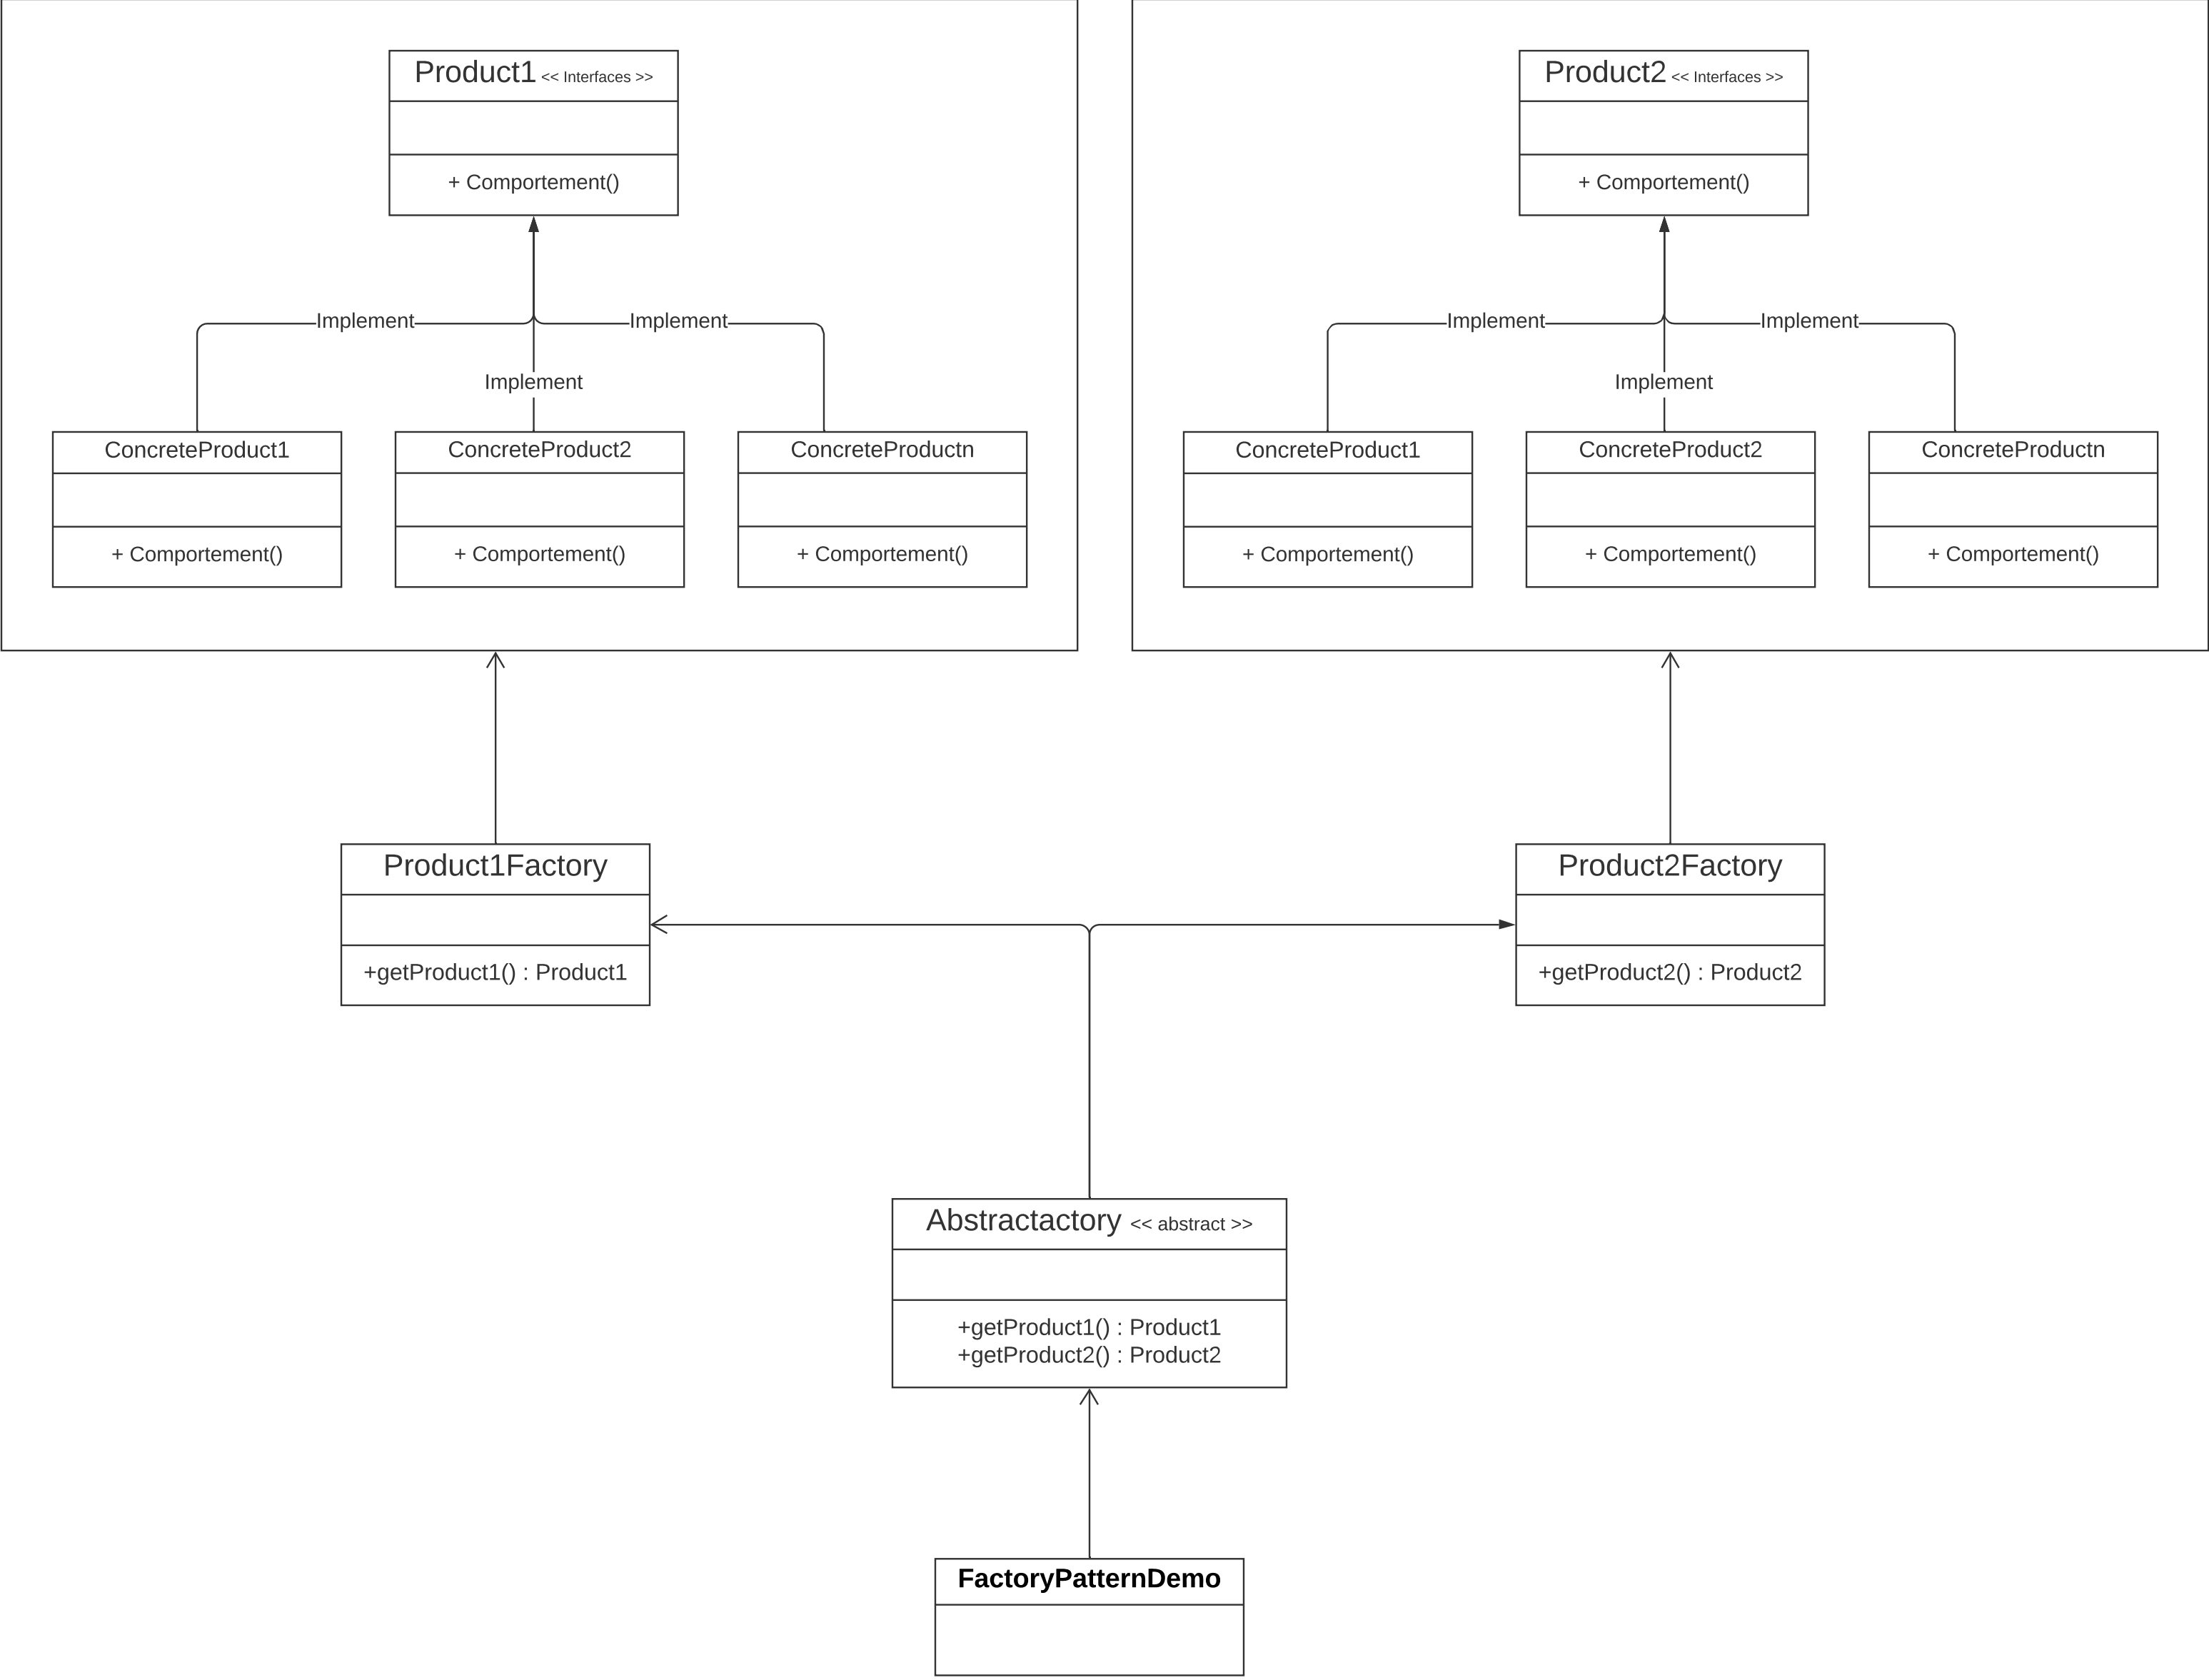 Product1 << Interfaces >>
+ Comportement()
Implement
Implement
Implement
ConcreteProduct1
+ Comportement()
ConcreteProduct2
+ Comportement()
ConcreteProductn
+ Comportement()
Product2 << Interfaces >>
+ Comportement()
Implement
Implement
Implement
ConcreteProduct1
+ Comportement()
ConcreteProduct2
+ Comportement()
ConcreteProductn
+ Comportement()
Product1Factory
+getProduct1() : Product1
Product2Factory
+getProduct2() : Product2
Abstractactory << abstract >>
+getProduct1() : Product1
+getProduct2() : Product2
FactoryPatternDemo